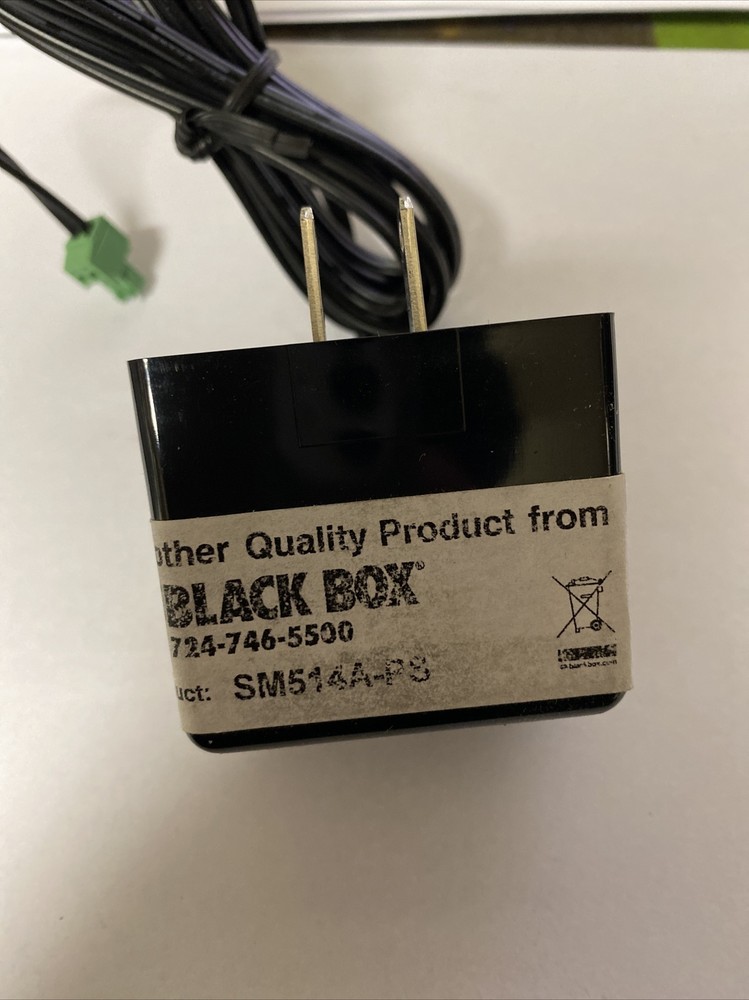 other Quality Product from
BLACK BOX®
724-746-5500
uct: SM514A-PS